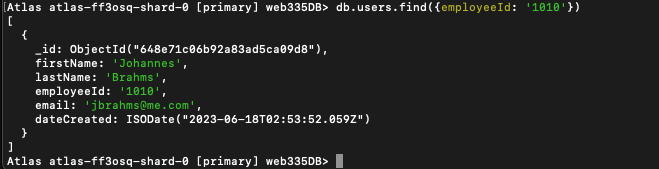 Atlas atlas-ff3osq-shard-0 [primary] web335DB> db.users.find({employeeId: '1010'})
[
  {
    _id: ObjectId("648e71c06b92a83ad5ca09d8"),
    firstName: 'Johannes',
    lastName: 'Brahms',
    employeeId: '1010',
    email: 'jbrahms@me.com',
    dateCreated: ISODate("2023-06-18T02:53:52.059Z")
  }
]
Atlas atlas-ff3osq-shard-0 [primary] web335DB>